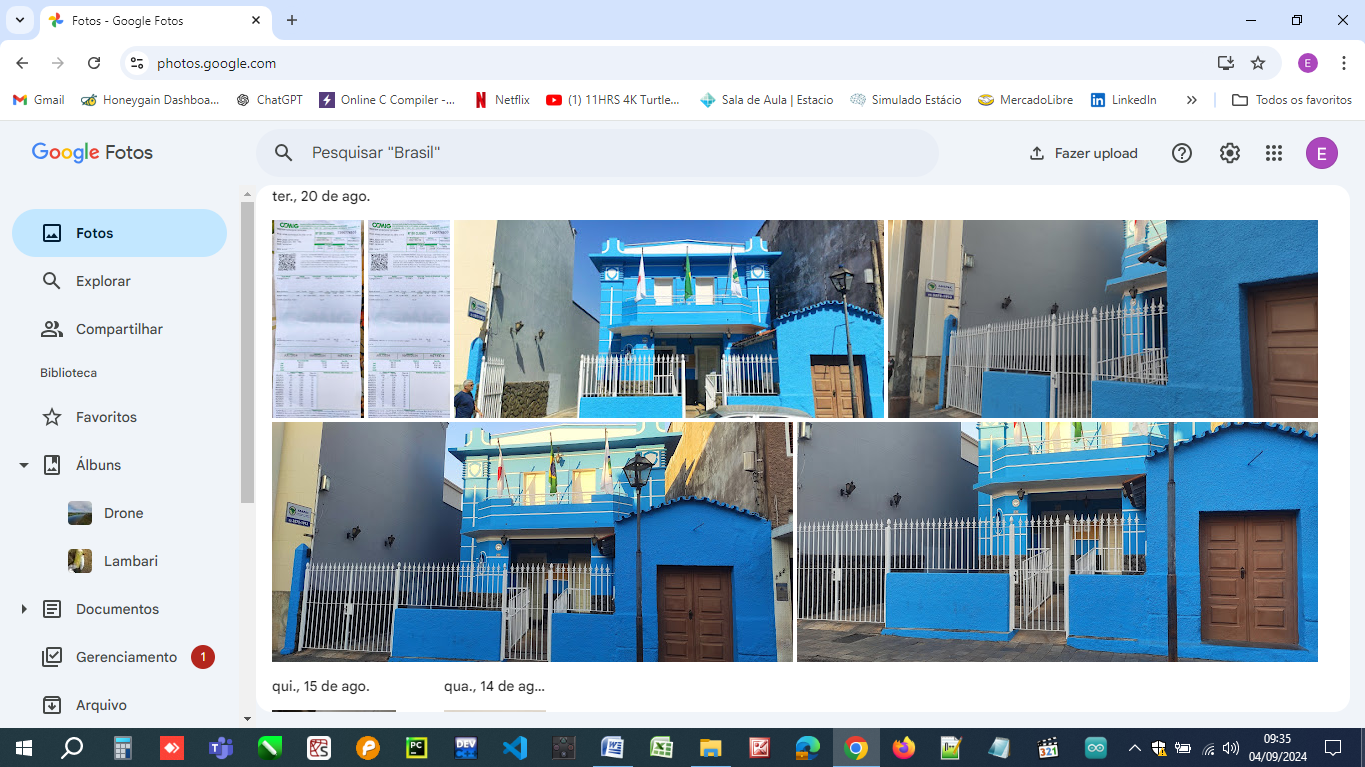 Fotos - Google Fotos
photos.google.com
Gmail
Honeygain Dashboa...
ChatGPT
Online C Compiler -...
Netflix
(1) 11HRS 4K Turtle...
Sala de Aula | Estacio
Simulado Estácio
MercadoLibre
LinkedIn
Todos os favoritos
Google Fotos
Pesquisar "Brasil"
Fazer upload
E
ter., 20 de ago.
Fotos
Explorar
Compartilhar
Biblioteca
Favoritos
Álbuns
Drone
Lambari
Documentos
Gerenciamento
1
Arquivo
CEMIG
CEMIG
qui., 15 de ago.
qua., 14 de ag...
09:35
04/09/2024